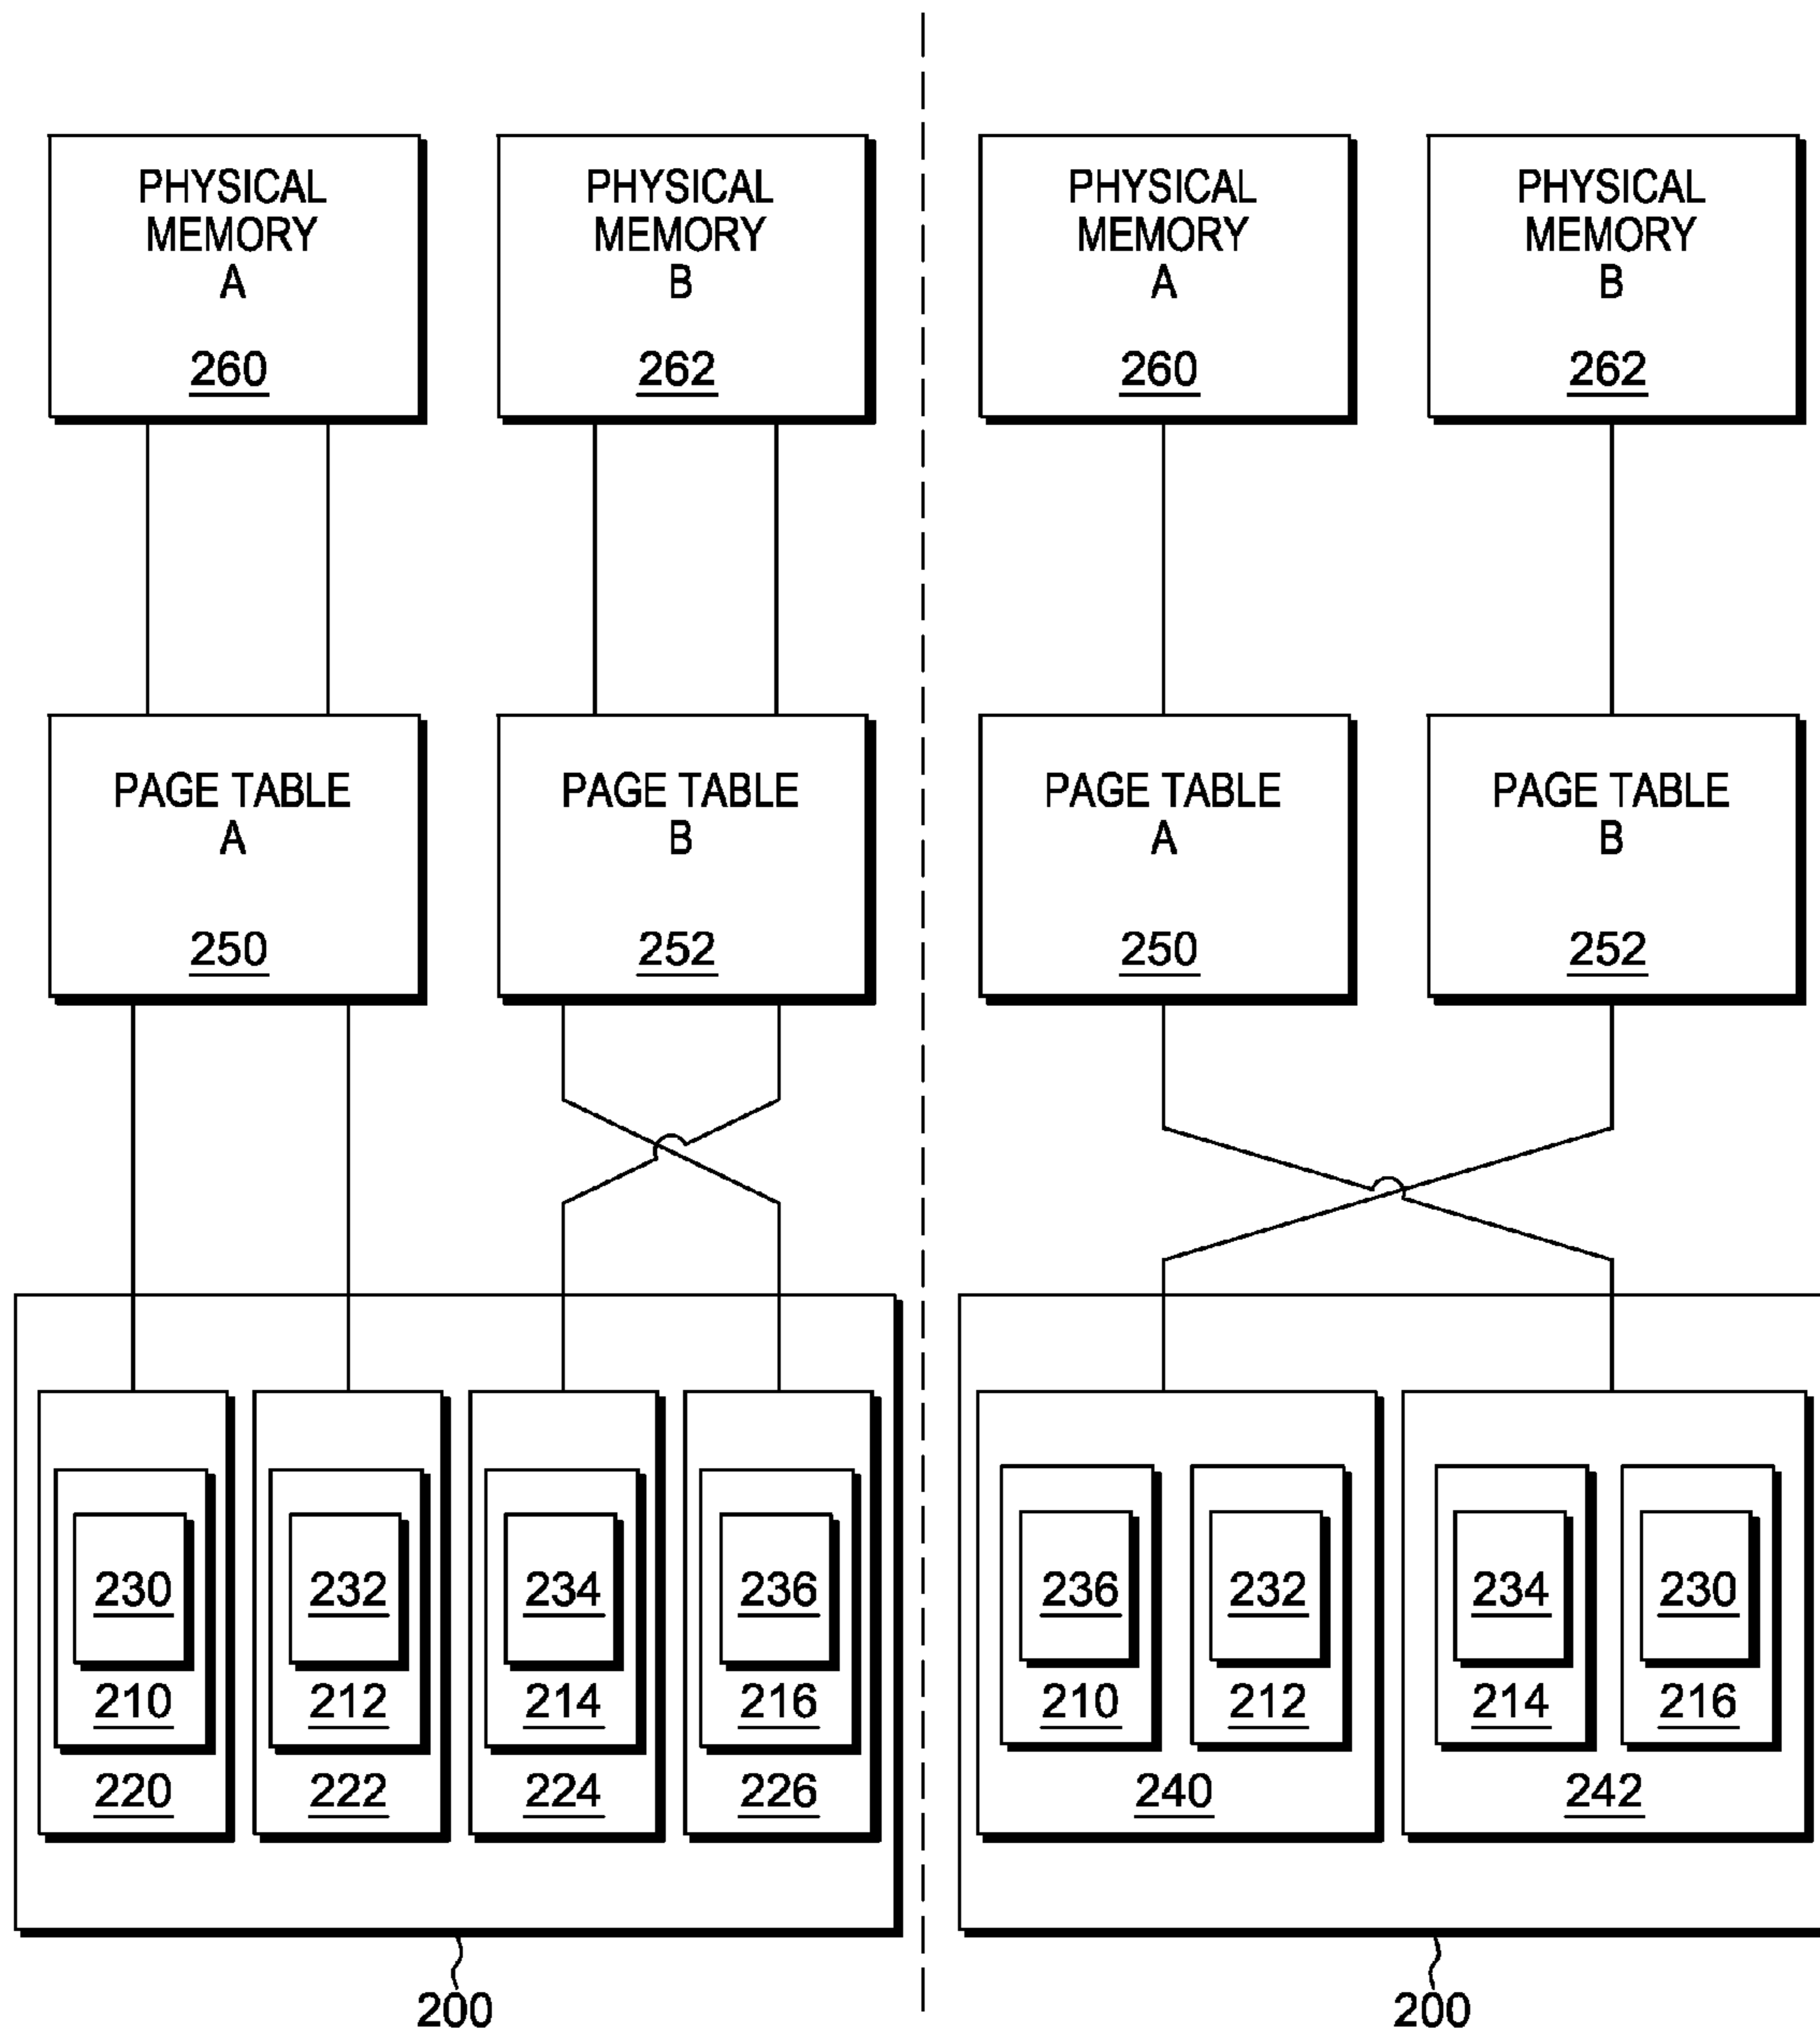 PHYSICAL
MEMORY
A
260
PHYSICAL
MEMORY
B
262
PHYSICAL
MEMORY
A
260
PHYSICAL
MEMORY
B
262
PAGE TABLE
A
250
PAGE TABLE
B
252
PAGE TABLE
A
250
PAGE TABLE
B
252
230
210
220
232
212
222
234
214
224
236
216
226
200
236
210
232
212
240
234
214
230
216
242
200